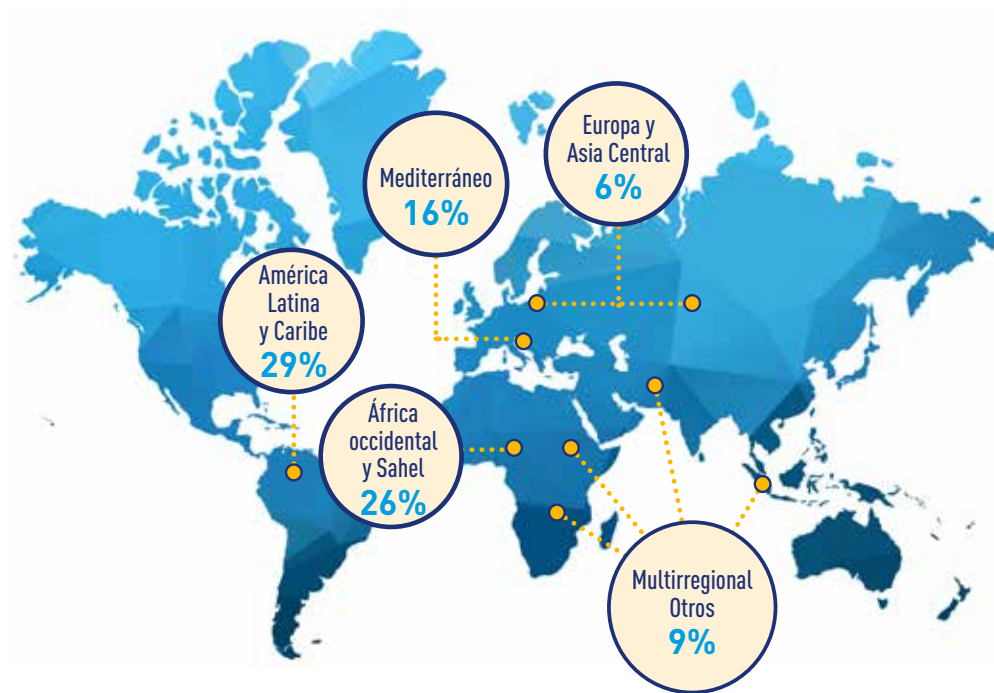 Europa y
Asia Central
6%
Mediterráneo
16%
América
Latina
y Caribe
29%
África
occidental
y Sahel
26%
Multirregional
Otros
9%